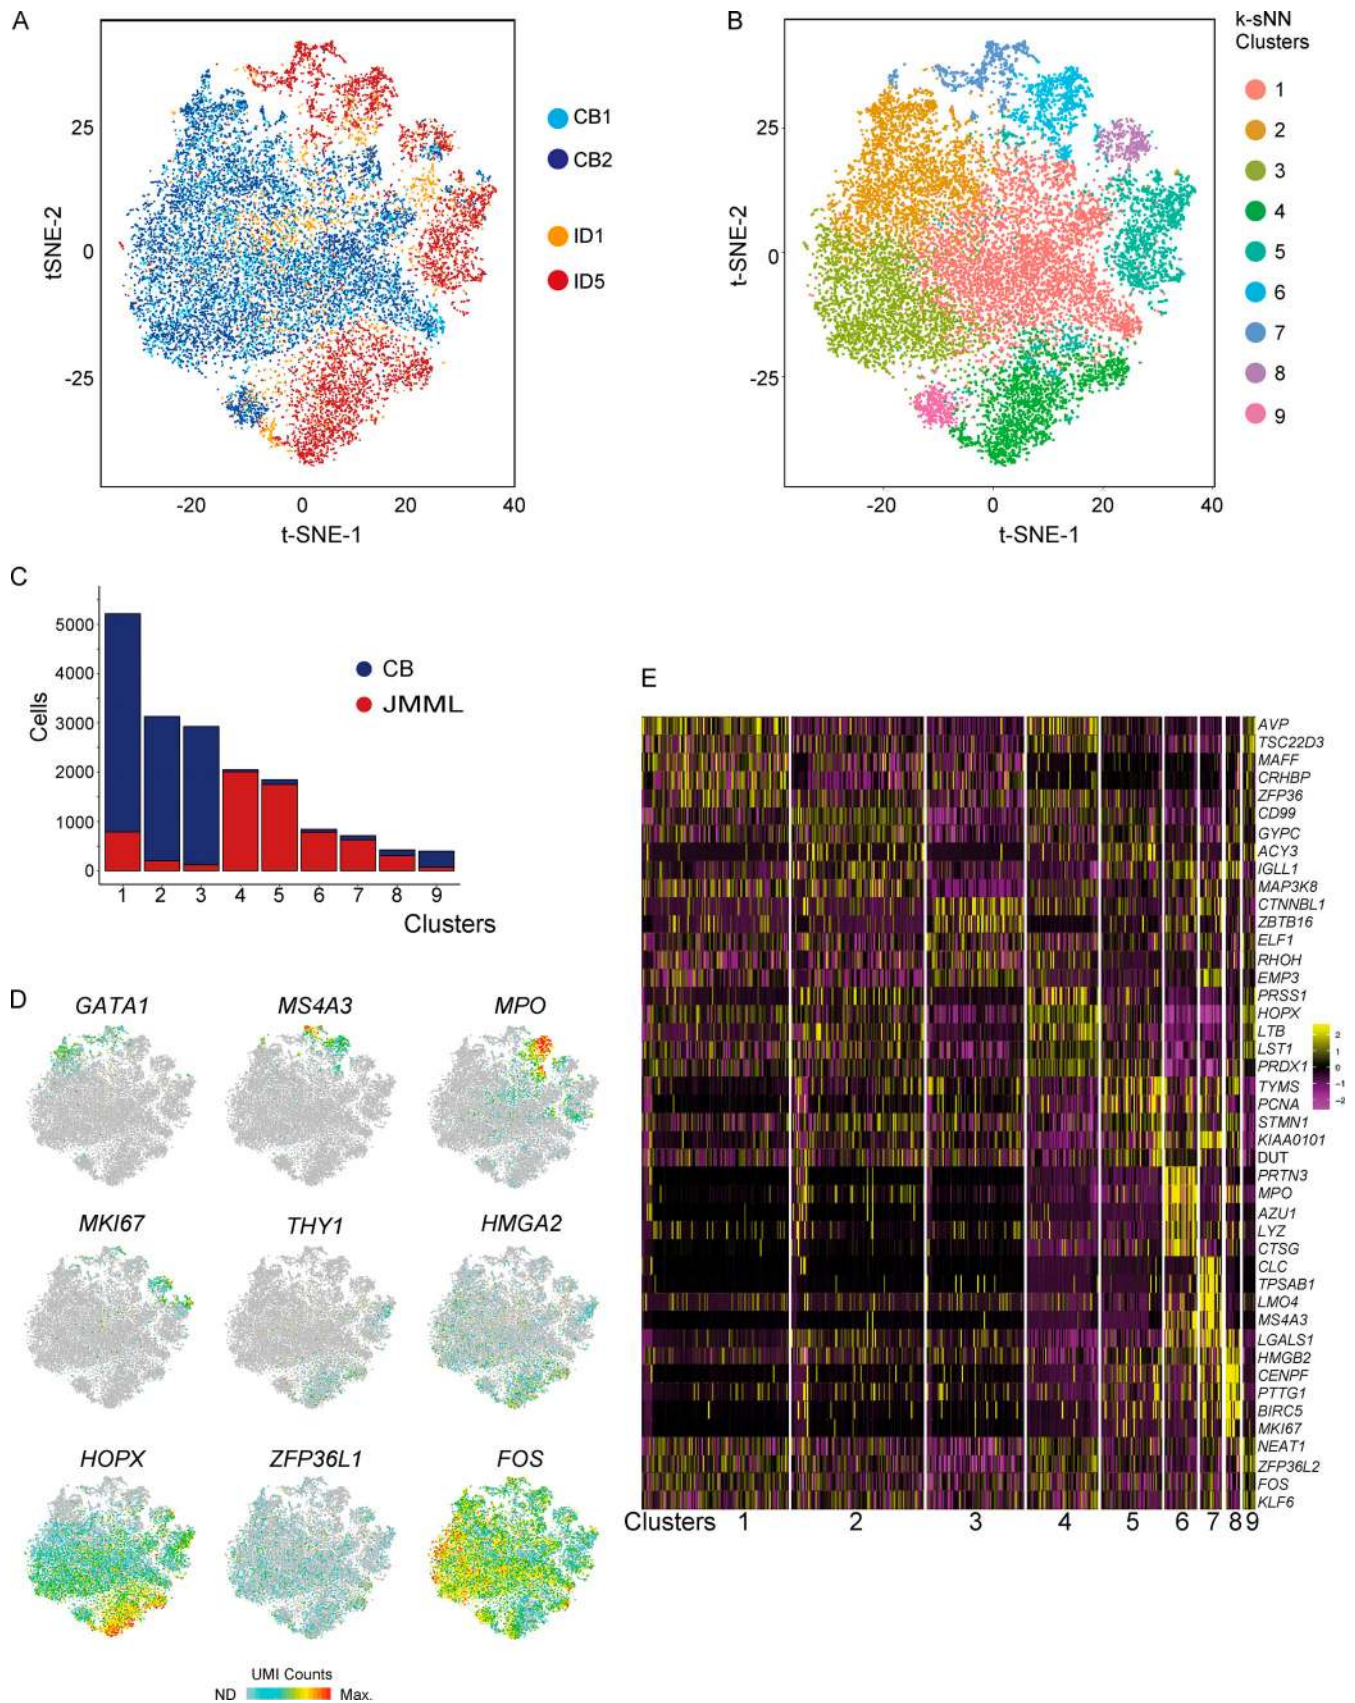 A
tSNE-2
25
0
-25
-20
0
20
40
t-SNE-1
CB1
CB2
ID1
ID5
B
t-SNE-2
25
0
-25
-20
0
20
40
t-SNE-1
k-sNN
Clusters
1
2
3
4
5
6
7
8
9
C
Cells
5000
4000
3000
2000
1000
0
CB
JMML
1 2 3 4 5 6 7 8 9
Clusters
D
GATA1 MS4A3 MPO
MKI67 THY1 HMGA2
HOPX ZFP36L1 FOS
UMI Counts
ND Max.
E
AVP
TSC22D3
MAFF
CRHBP
ZFP36
CD99
GYPC
ACY3
IGLL1
MAP3K8
CTNNBL1
ZBTB16
ELF1
RHOH
EMP3
PRSS1
HOPX
LTB
LST1
PRDX1
TYMS
PCNA
STMN1
KIAA0101
DUT
PRTN3
MPO
AZU1
LYZ
CTSG
CLC
TPSAB1
LMO4
MS4A3
LGALS1
HMGB2
CENPF
PTTG1
BIRC5
MKI67
NEAT1
ZFP36L2
FOS
KLF6
2
1
0
-1
-2
Clusters 1 2 3 4 5 6 7 8 9